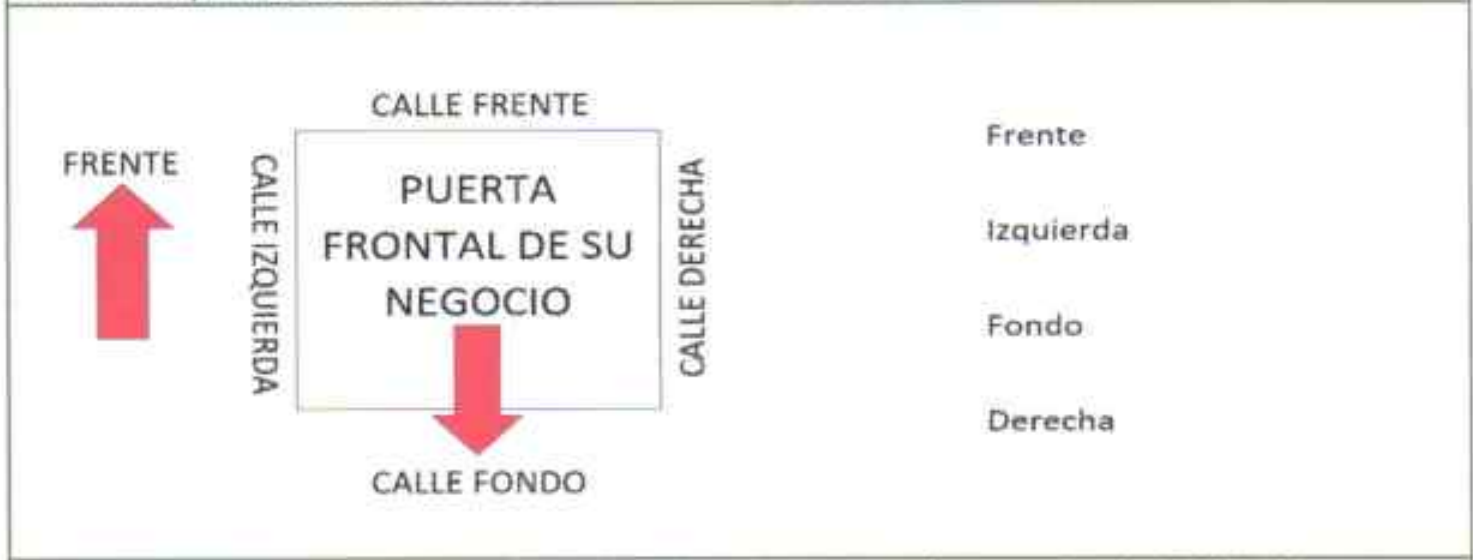 CALLE FRENTE
FRENTE
CALLE IZQUIERDA
PUERTA
FRONTAL DE SU
NEGOCIO
CALLE DERECHA
CALLE FONDO
Frente
Izquierda
Fondo
Derecha